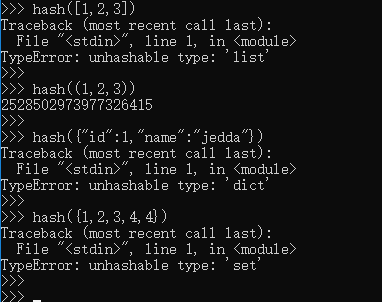 >>> hash([1,2,3])
Traceback (most recent call last):
  File "<stdin>", line 1, in <module>
TypeError: unhashable type: 'list'
>>>
>>> hash((1,2,3))
2528502973977326415
>>>
>>> hash({"id":1,"name":"jedda"})
Traceback (most recent call last):
  File "<stdin>", line 1, in <module>
TypeError: unhashable type: 'dict'
>>>
>>> hash({1,2,3,4,4})
Traceback (most recent call last):
  File "<stdin>", line 1, in <module>
TypeError: unhashable type: 'set'
>>>
>>>